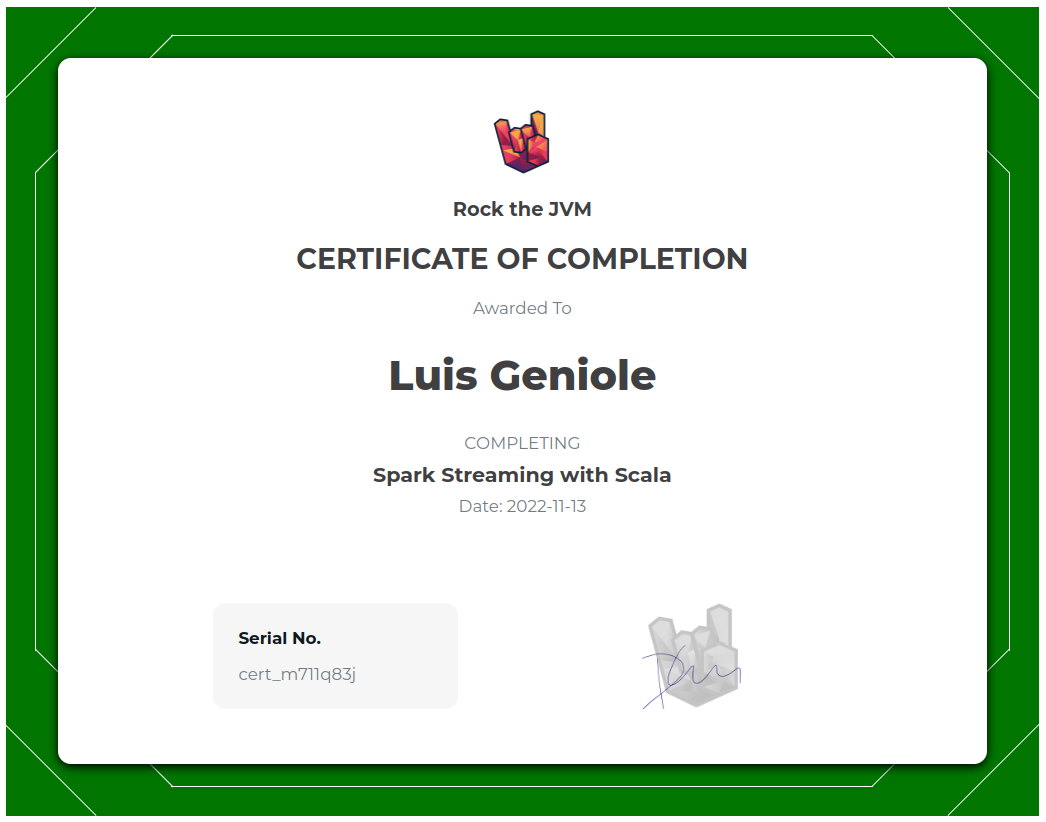 Rock the JVM
CERTIFICATE OF COMPLETION
Awarded To
Luis Geniole
COMPLETING
Spark Streaming with Scala
Date: 2022-11-13
Serial No.
cert_m711q83j